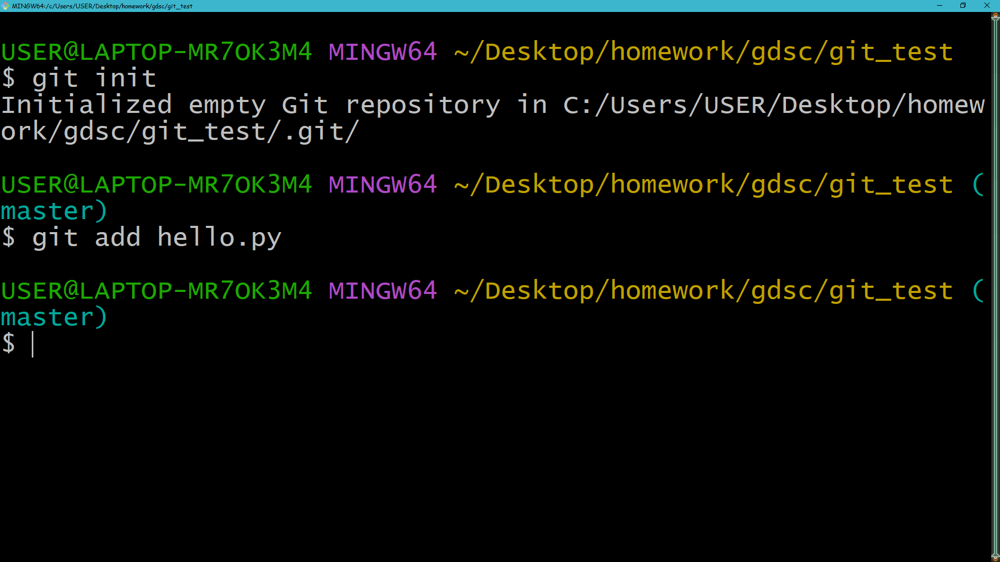 MINGW64:/c/Users/USER/Desktop/homework/gdsc/git_test
USER@LAPTOP-MR7OK3M4 MINGW64 ~/Desktop/homework/gdsc/git_test
$ git init
Initialized empty Git repository in C:/Users/USER/Desktop/homew
ork/gdsc/git_test/.git/
USER@LAPTOP-MR7OK3M4 MINGW64 ~/Desktop/homework/gdsc/git_test (
master)
$ git add hello.py
USER@LAPTOP-MR7OK3M4 MINGW64 ~/Desktop/homework/gdsc/git_test (
master)
$